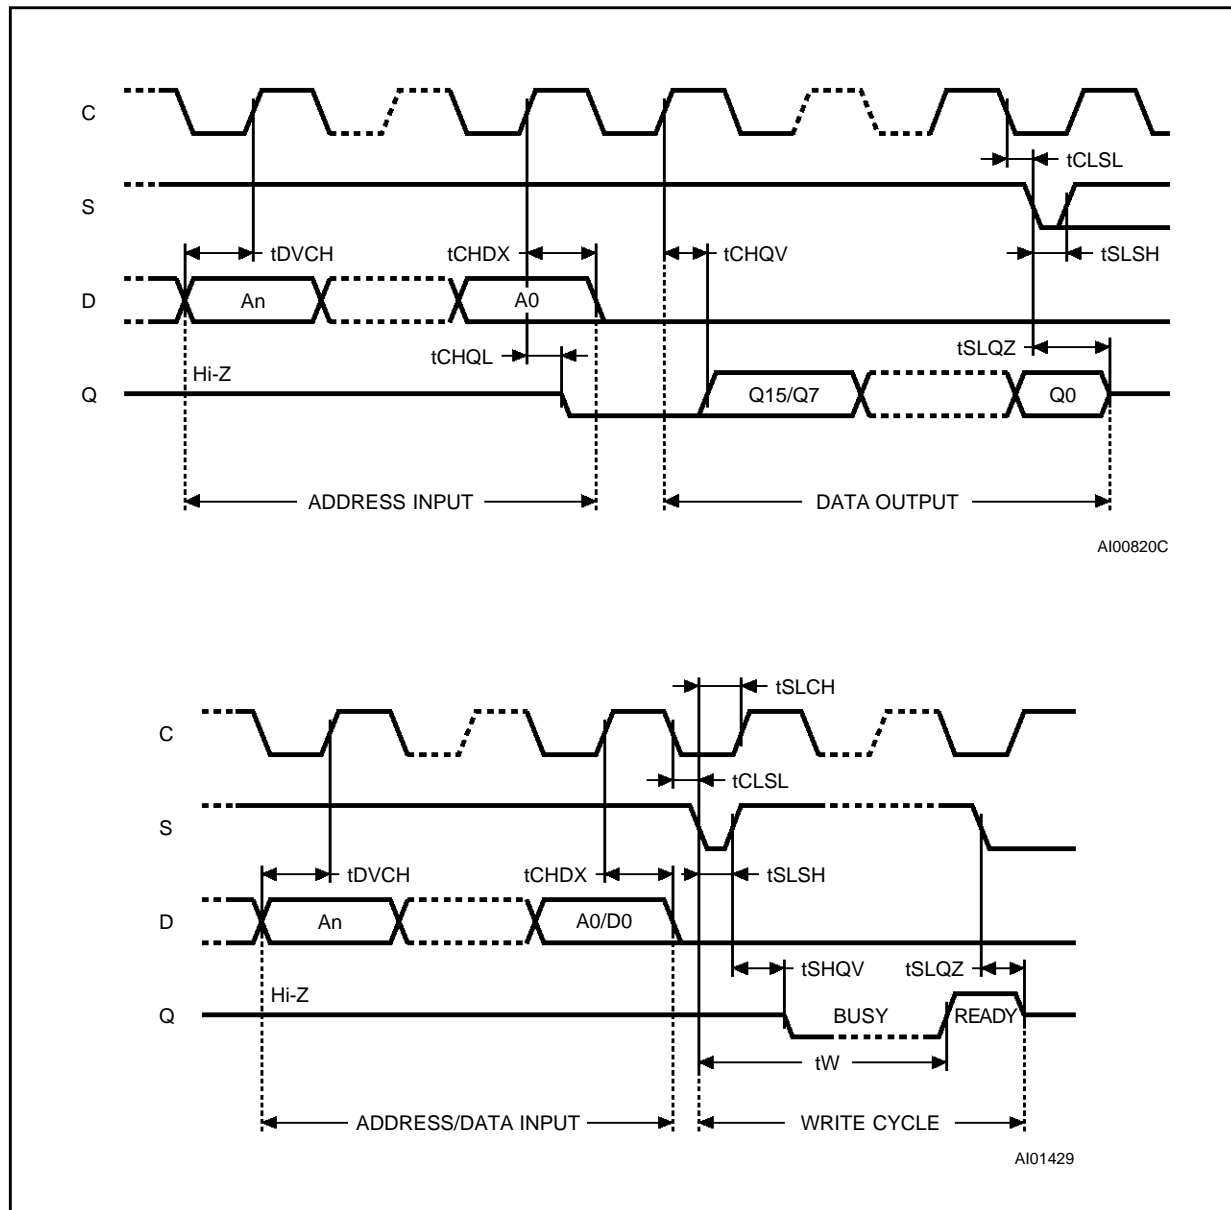 C
tCLSL
S
tDVCH
tCHDX
tCHQV
tSLSH
D
An
A0
tCHQL
tSLQZ
Hi-Z
Q
Q15/Q7
Q0
ADDRESS INPUT
DATA OUTPUT
AI00820C
tSLCH
C
tCLSL
S
tDVCH
tCHDX
tSLSH
D
An
A0/D0
tSHQV
tSLQZ
Hi-Z
Q
BUSY
READY
tW
ADDRESS/DATA INPUT
WRITE CYCLE
AI01429